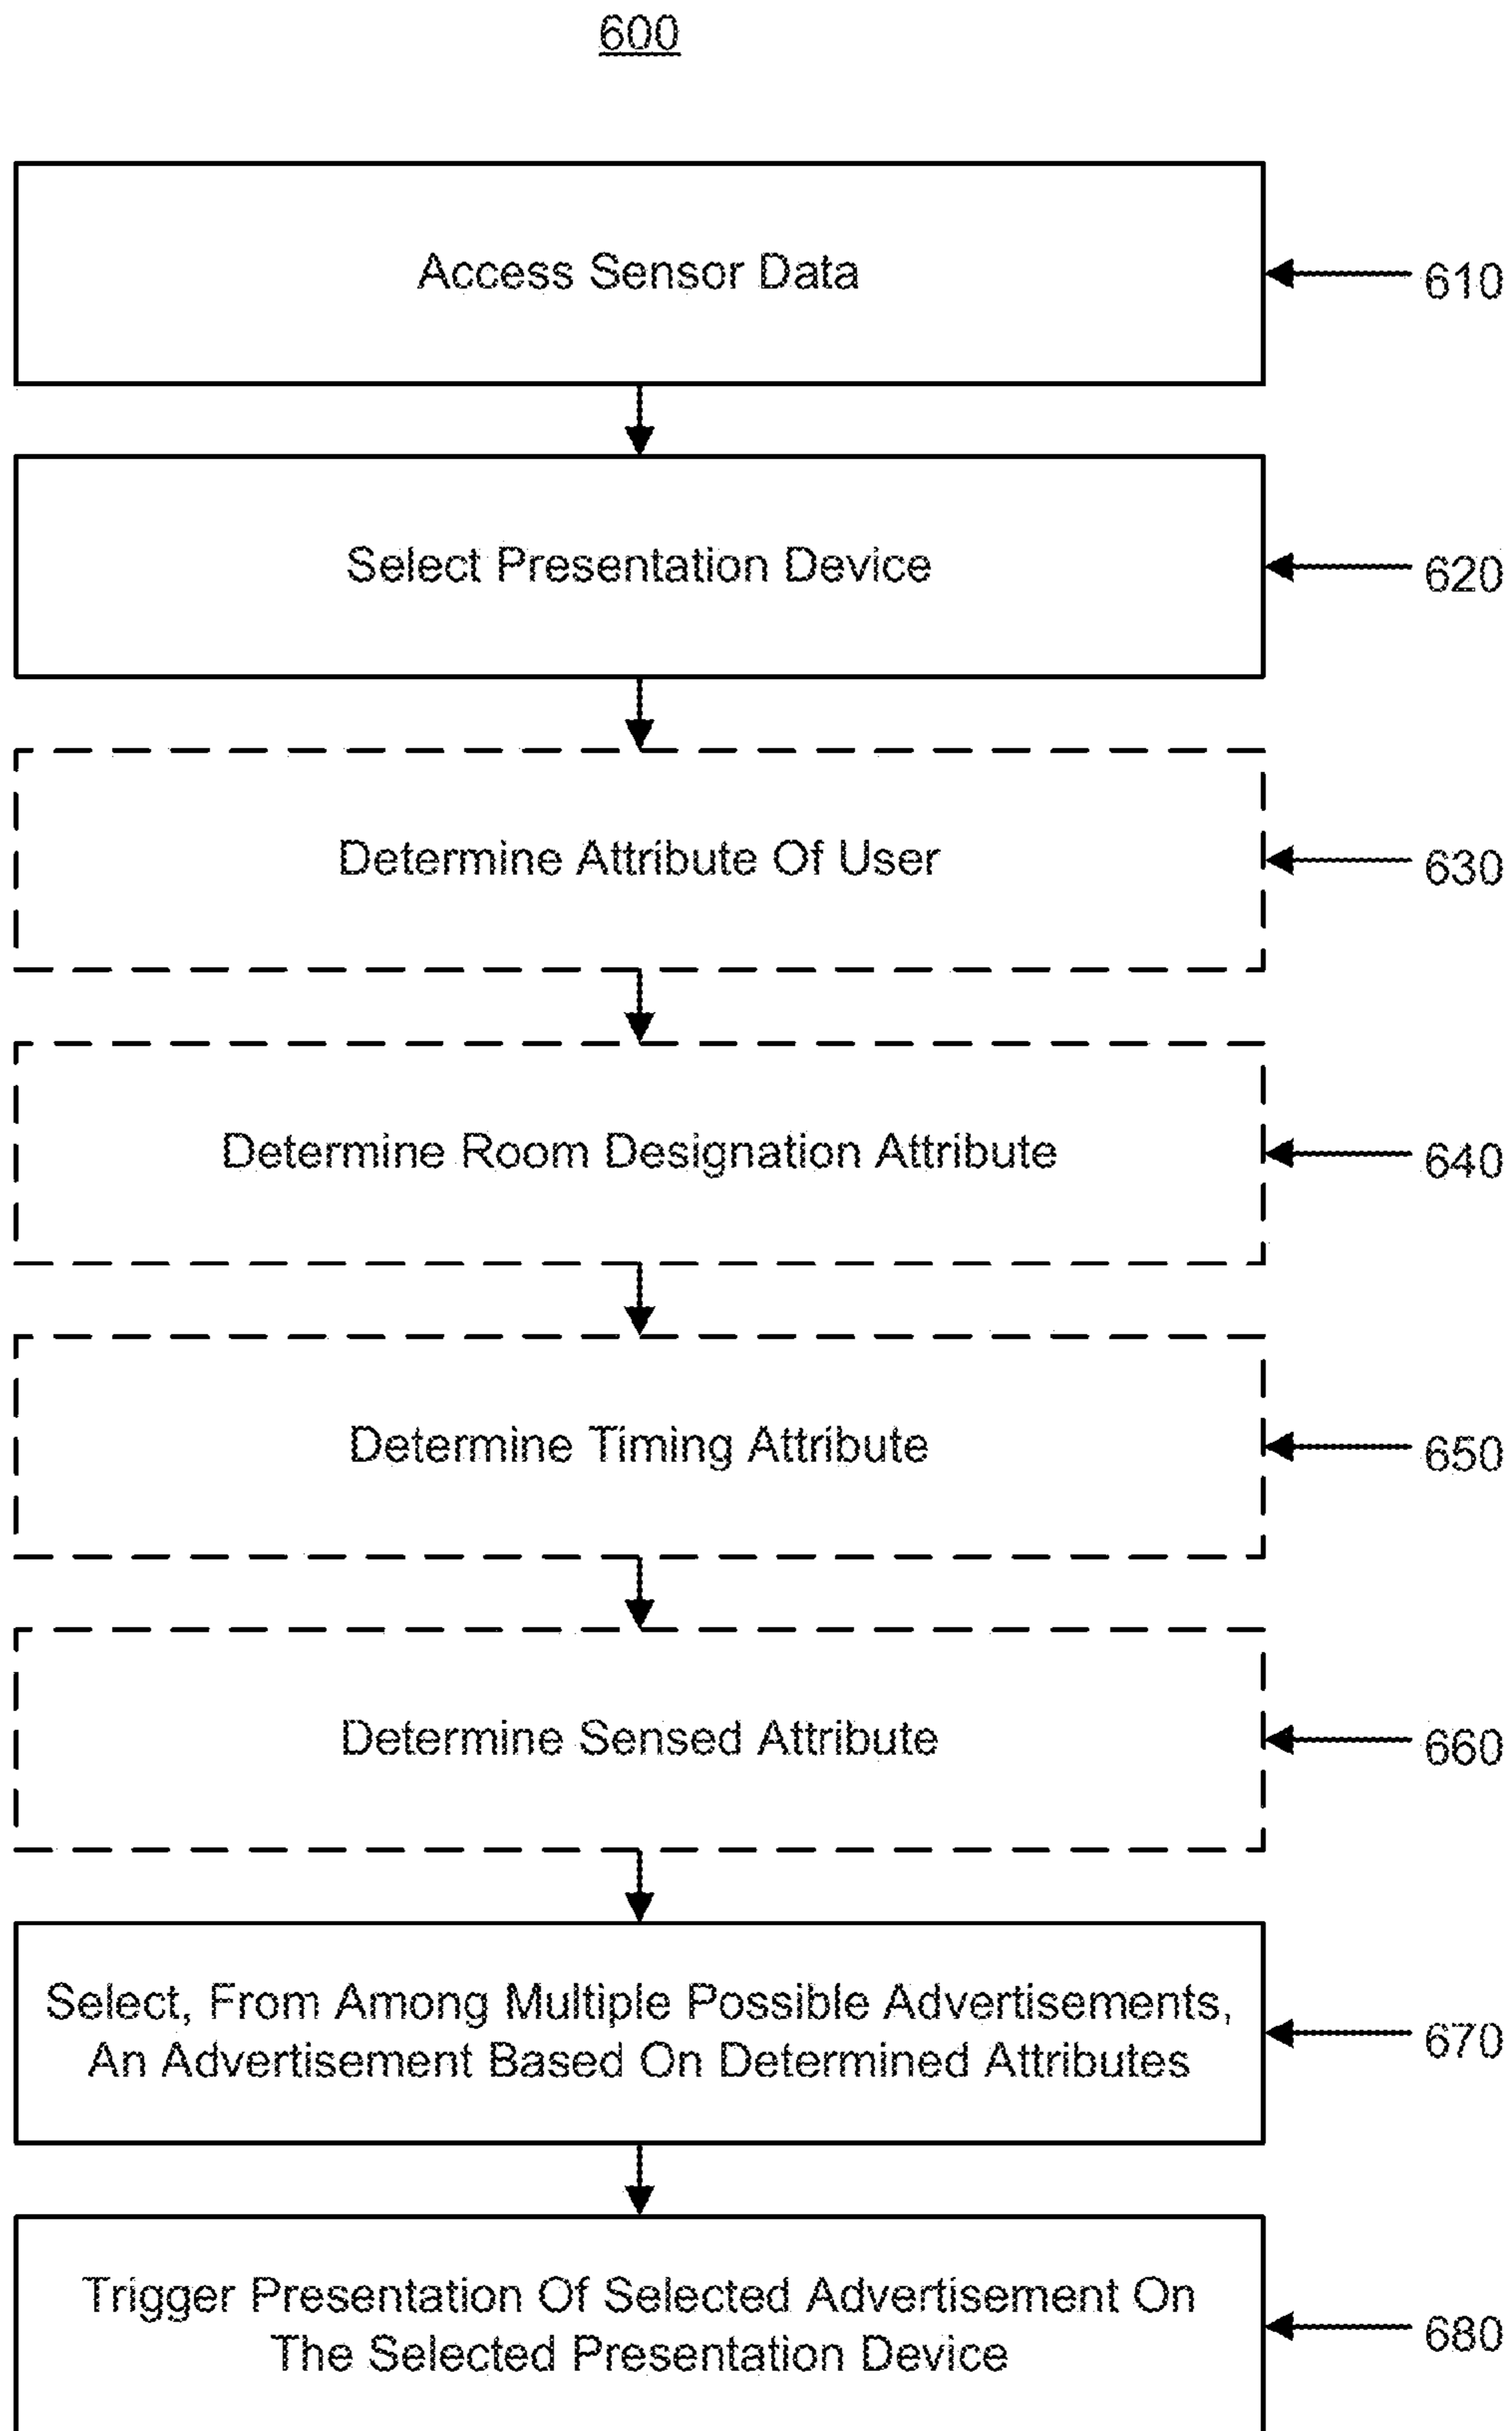 600
Access Sensor Data
610
Select Presentation Device
620
Determine Attribute Of User
630
Determine Room Designation Attribute
640
Determine Timing Attribute
650
Determine Sensed Attribute
660
Select, From Among Multiple Possible Advertisements,
An Advertisement Based On Determined Attributes
670
Trigger Presentation Of Selected Advertisement On
The Selected Presentation Device
680